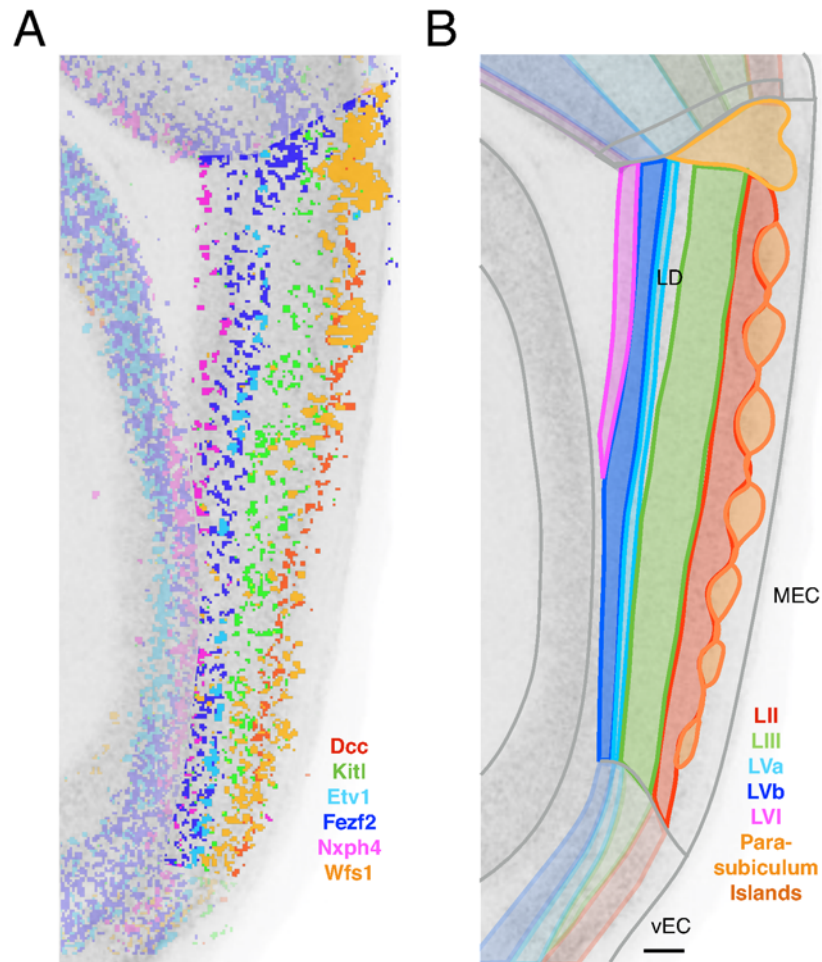 A
B
LD
MEC
Dcc
Kitl
Etv1
Fezf2
Nxph4
Wfs1
LII
LIII
LVa
LVb
LVI
Para-
subiculum
Islands
vEC